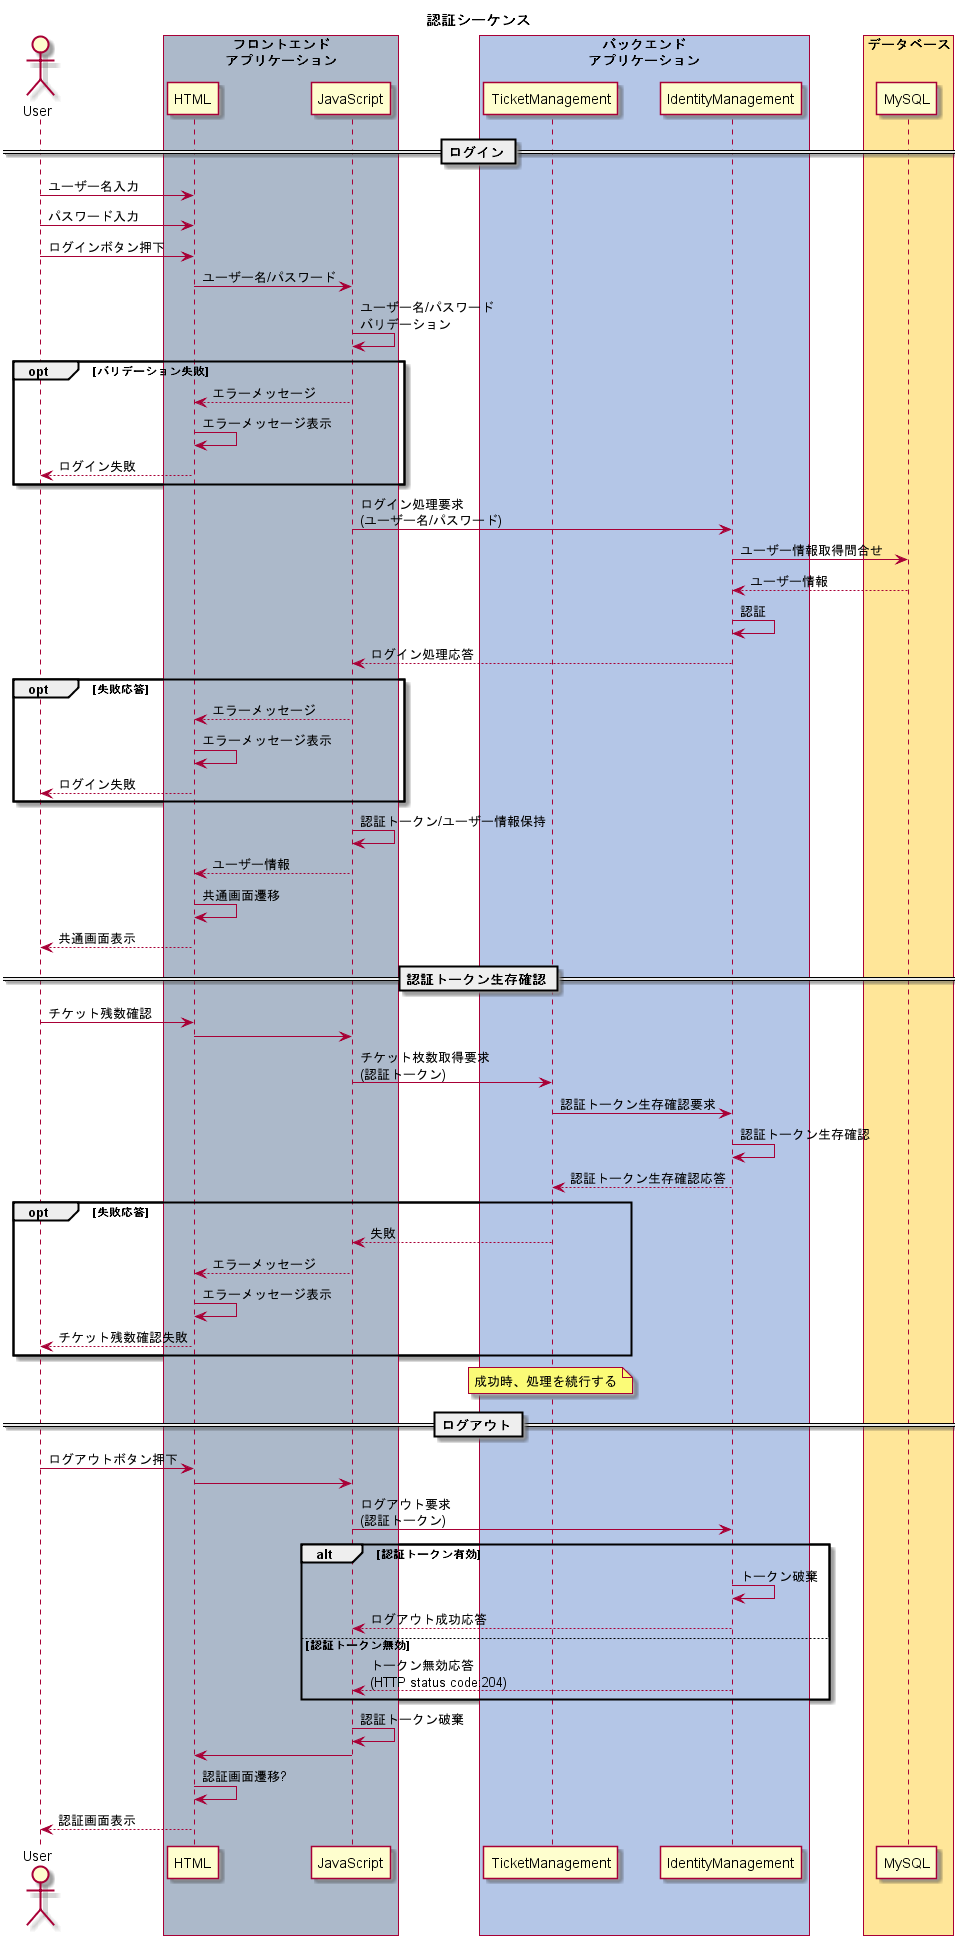 認証シーケンス
フロントエンド
アプリケーション
バックエンド
アプリケーション
データベース
User
HTML
JavaScript
TicketManagement
IdentityManagement
MySQL
ログイン
ユーザー名入力
パスワード入力
ログインボタン押下
ユーザー名/パスワード
ユーザー名/パスワード
バリデーション
opt
[バリデーション失敗]
エラーメッセージ
エラーメッセージ表示
ログイン失敗
ログイン処理要求
(ユーザー名/パスワード)
ユーザー情報取得問合せ
ユーザー情報
認証
ログイン処理応答
opt
[失敗応答]
エラーメッセージ
エラーメッセージ表示
ログイン失敗
認証トークン/ユーザー情報保持
ユーザー情報
共通画面遷移
共通画面表示
認証トークン生存確認
チケット残数確認
チケット枚数取得要求
(認証トークン)
認証トークン生存確認要求
認証トークン生存確認
認証トークン生存確認応答
opt
[失敗応答]
失敗
エラーメッセージ
エラーメッセージ表示
チケット残数確認失敗
成功時、処理を続行する
ログアウト
ログアウトボタン押下
ログアウト要求
(認証トークン)
alt
[認証トークン有効]
トークン破棄
ログアウト成功応答
[認証トークン無効]
トークン無効応答
(HTTP status code 204)
認証トークン破棄
認証画面遷移?
認証画面表示
User
HTML
JavaScript
TicketManagement
IdentityManagement
MySQL